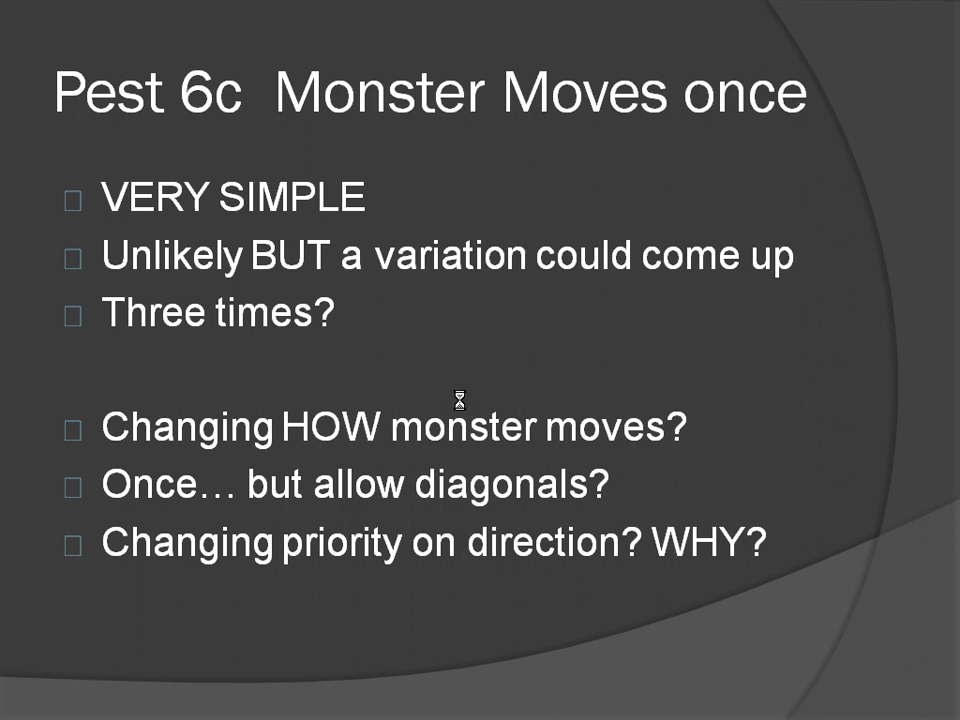 Pest 6c Monster Moves once
VERY SIMPLE
Unlikely BUT a variation could come up
Three times?
Changing HOW monster moves?
Once… but allow diagonals?
Changing priority on direction? WHY?